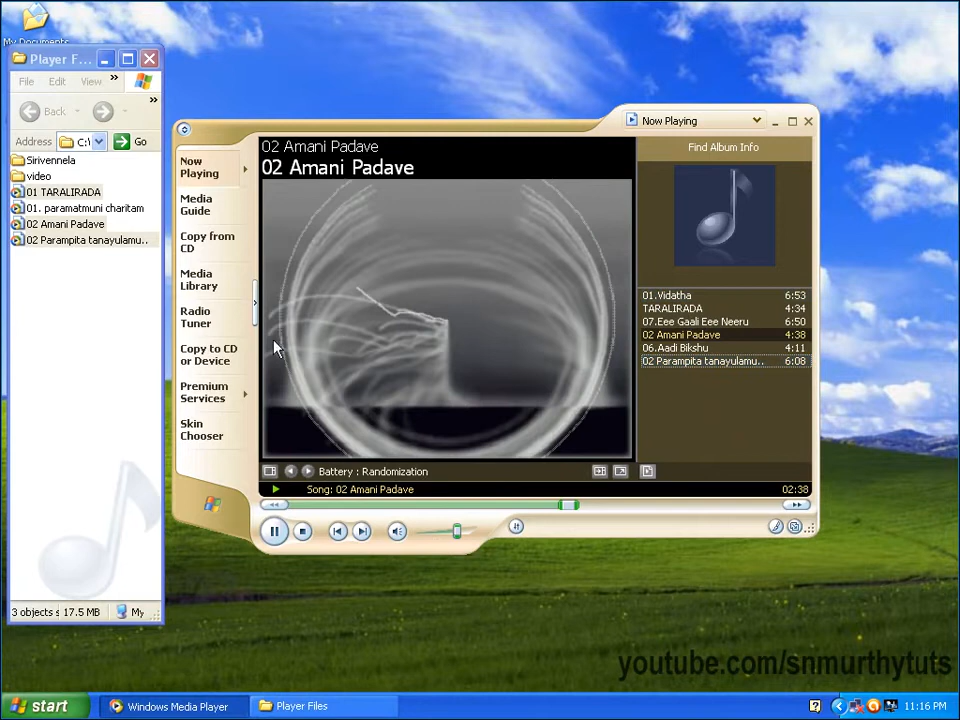 My Documents
Player F...
File Edit View »
»
Back
Address C:\ Go
Sirivennela
video
01 TARALIRADA
01. paramatmuni charitam
02 Amani Padave
02 Parampita tanayulamu..
3 objects s 17.5 MB My
Now Playing
02 Amani Padave
02 Amani Padave
Now
Playing
Media
Guide
Copy from
CD
Media
Library
Radio
Tuner
Copy to CD
or Device
Premium
Services
Skin
Chooser
Find Album Info
01.Vidatha 6:53
TARALIRADA 4:34
07.Eee Gaali Eee Neeru 6:50
02 Amani Padave 4:38
06.Aadi Bikshu 4:11
02 Parampita tanayulamu.. 6:08
Battery : Randomization
Song: 02 Amani Padave 02:38
youtube.com/snmurthytuts
start Windows Media Player Player Files 11:16 PM